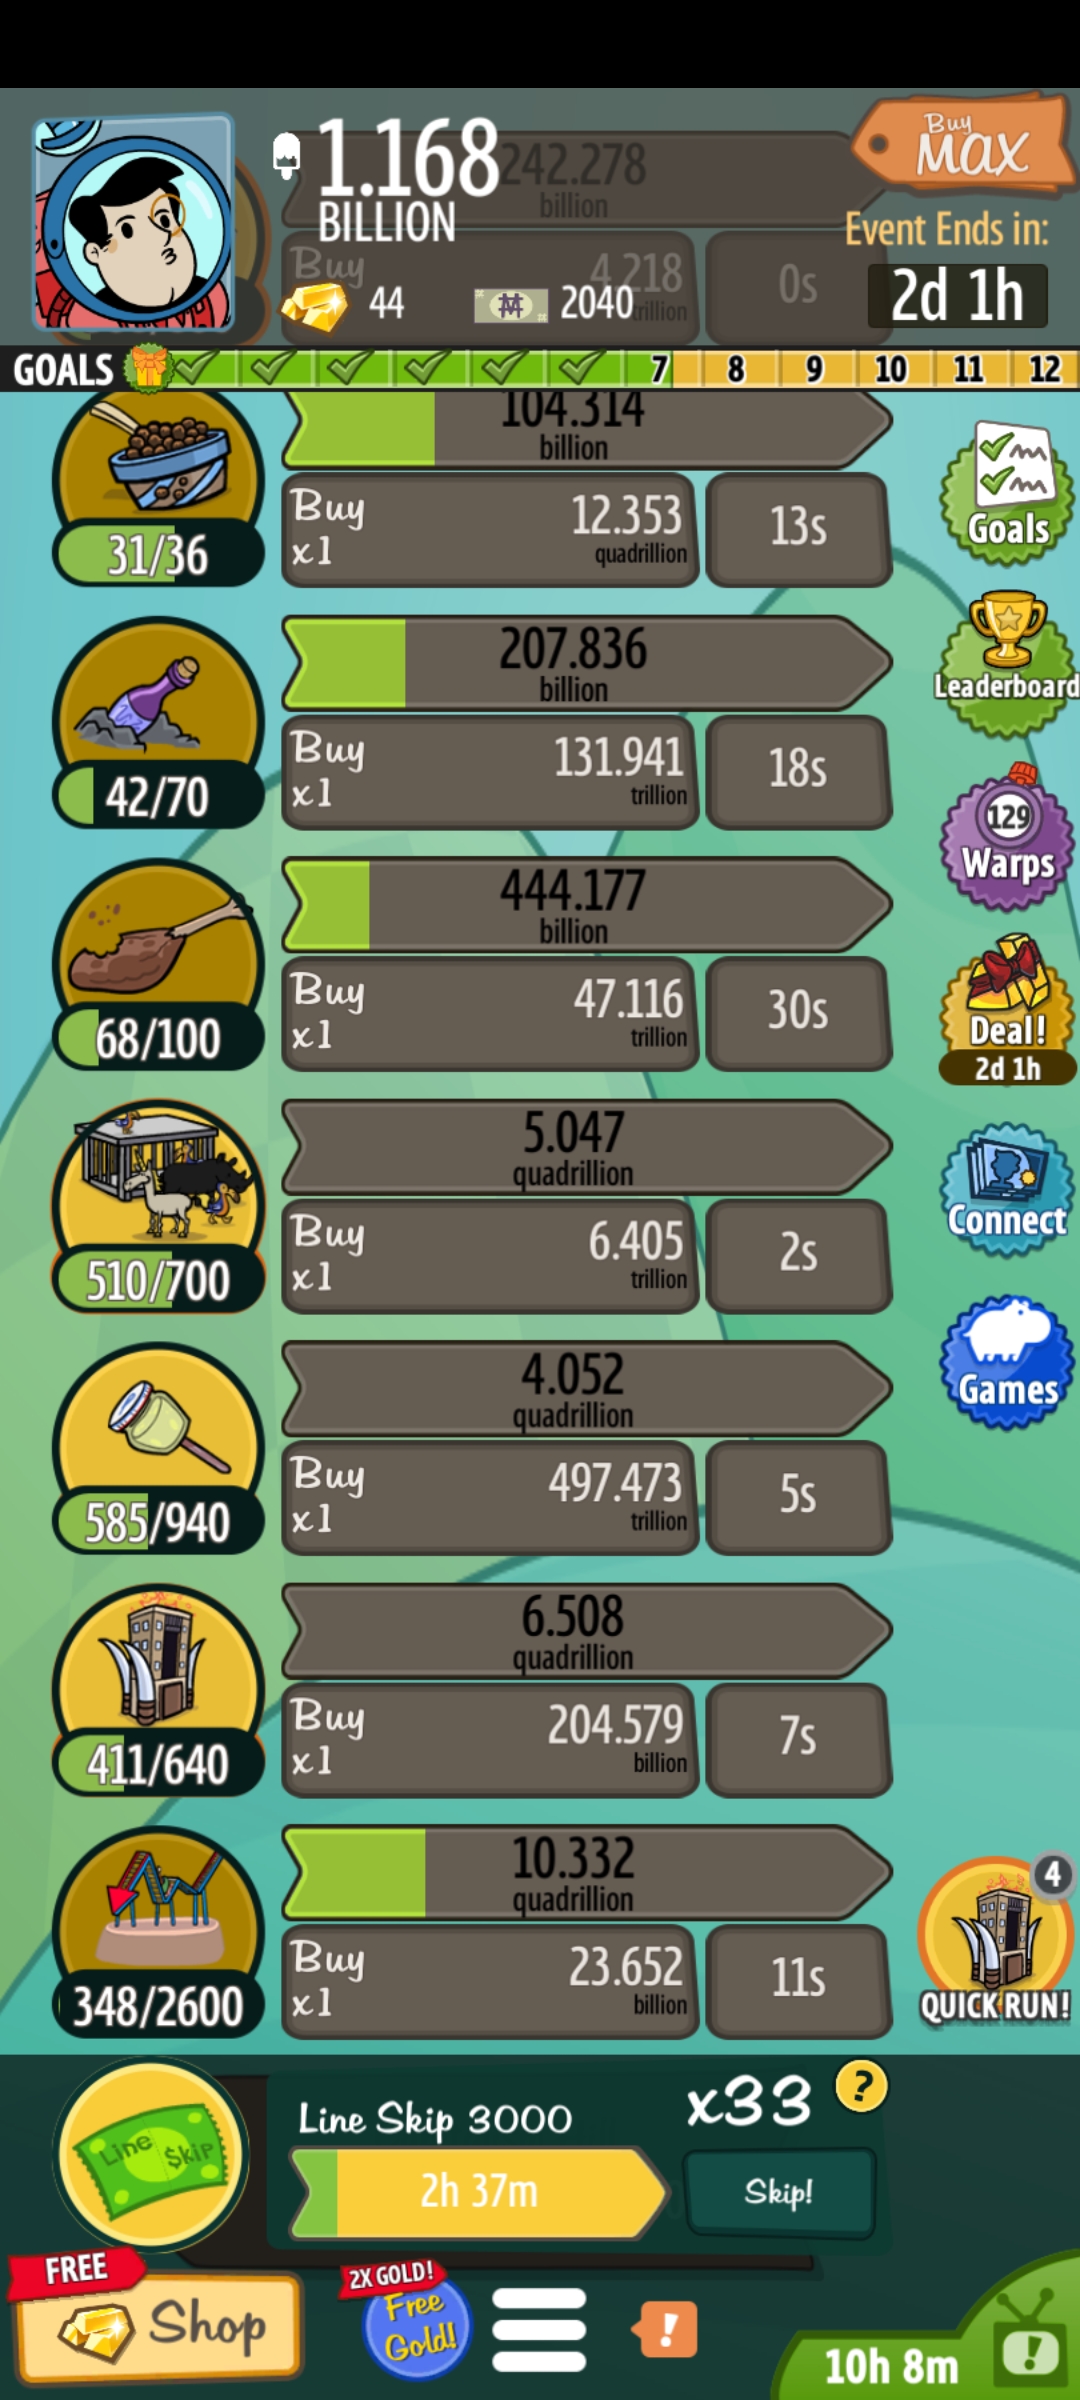 1.168
BILLION
242.278
billion
Buy
MAX
Event Ends in:
2d 1h
Buy
4.218
trillion
0s
44
2040
GOALS
7 8 9 10 11 12
104.314
billion
31/36
Buy
x1
12.353
quadrillion
13s
Goals
207.836
billion
42/70
Buy
x1
131.941
trillion
18s
Leaderboard
129
Warps
444.177
billion
68/100
Buy
x1
47.116
trillion
30s
Deal!
2d 1h
5.047
quadrillion
510/700
Buy
x1
6.405
trillion
2s
Connect
4.052
quadrillion
585/940
Buy
x1
497.473
trillion
5s
Games
6.508
quadrillion
411/640
Buy
x1
204.579
billion
7s
10.332
quadrillion
348/2600
Buy
x1
23.652
billion
11s
4
QUICK RUN!
Line $kip
Line Skip 3000
2h 37m
x33
?
Skip!
FREE
Shop
2X GOLD!
Free
Gold!
!
10h 8m
!